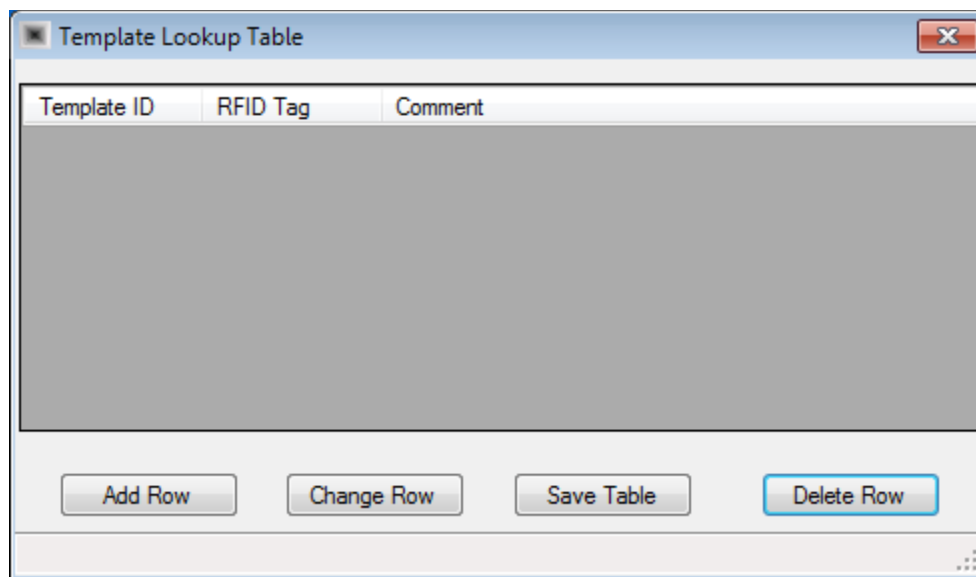 Template Lookup Table
Template ID RFID Tag Comment
Add Row Change Row Save Table Delete Row